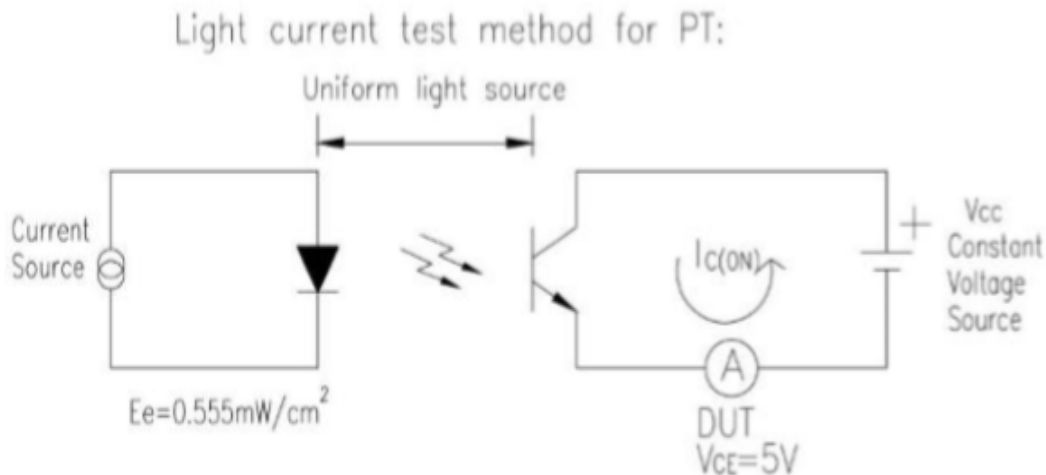 Light current test method for PT:
Uniform light source
Current
Source
IC(ON)
+
Vcc
Constant
Voltage
Source
A
Ee=0.555mW/cm²
DUT
VCE=5V